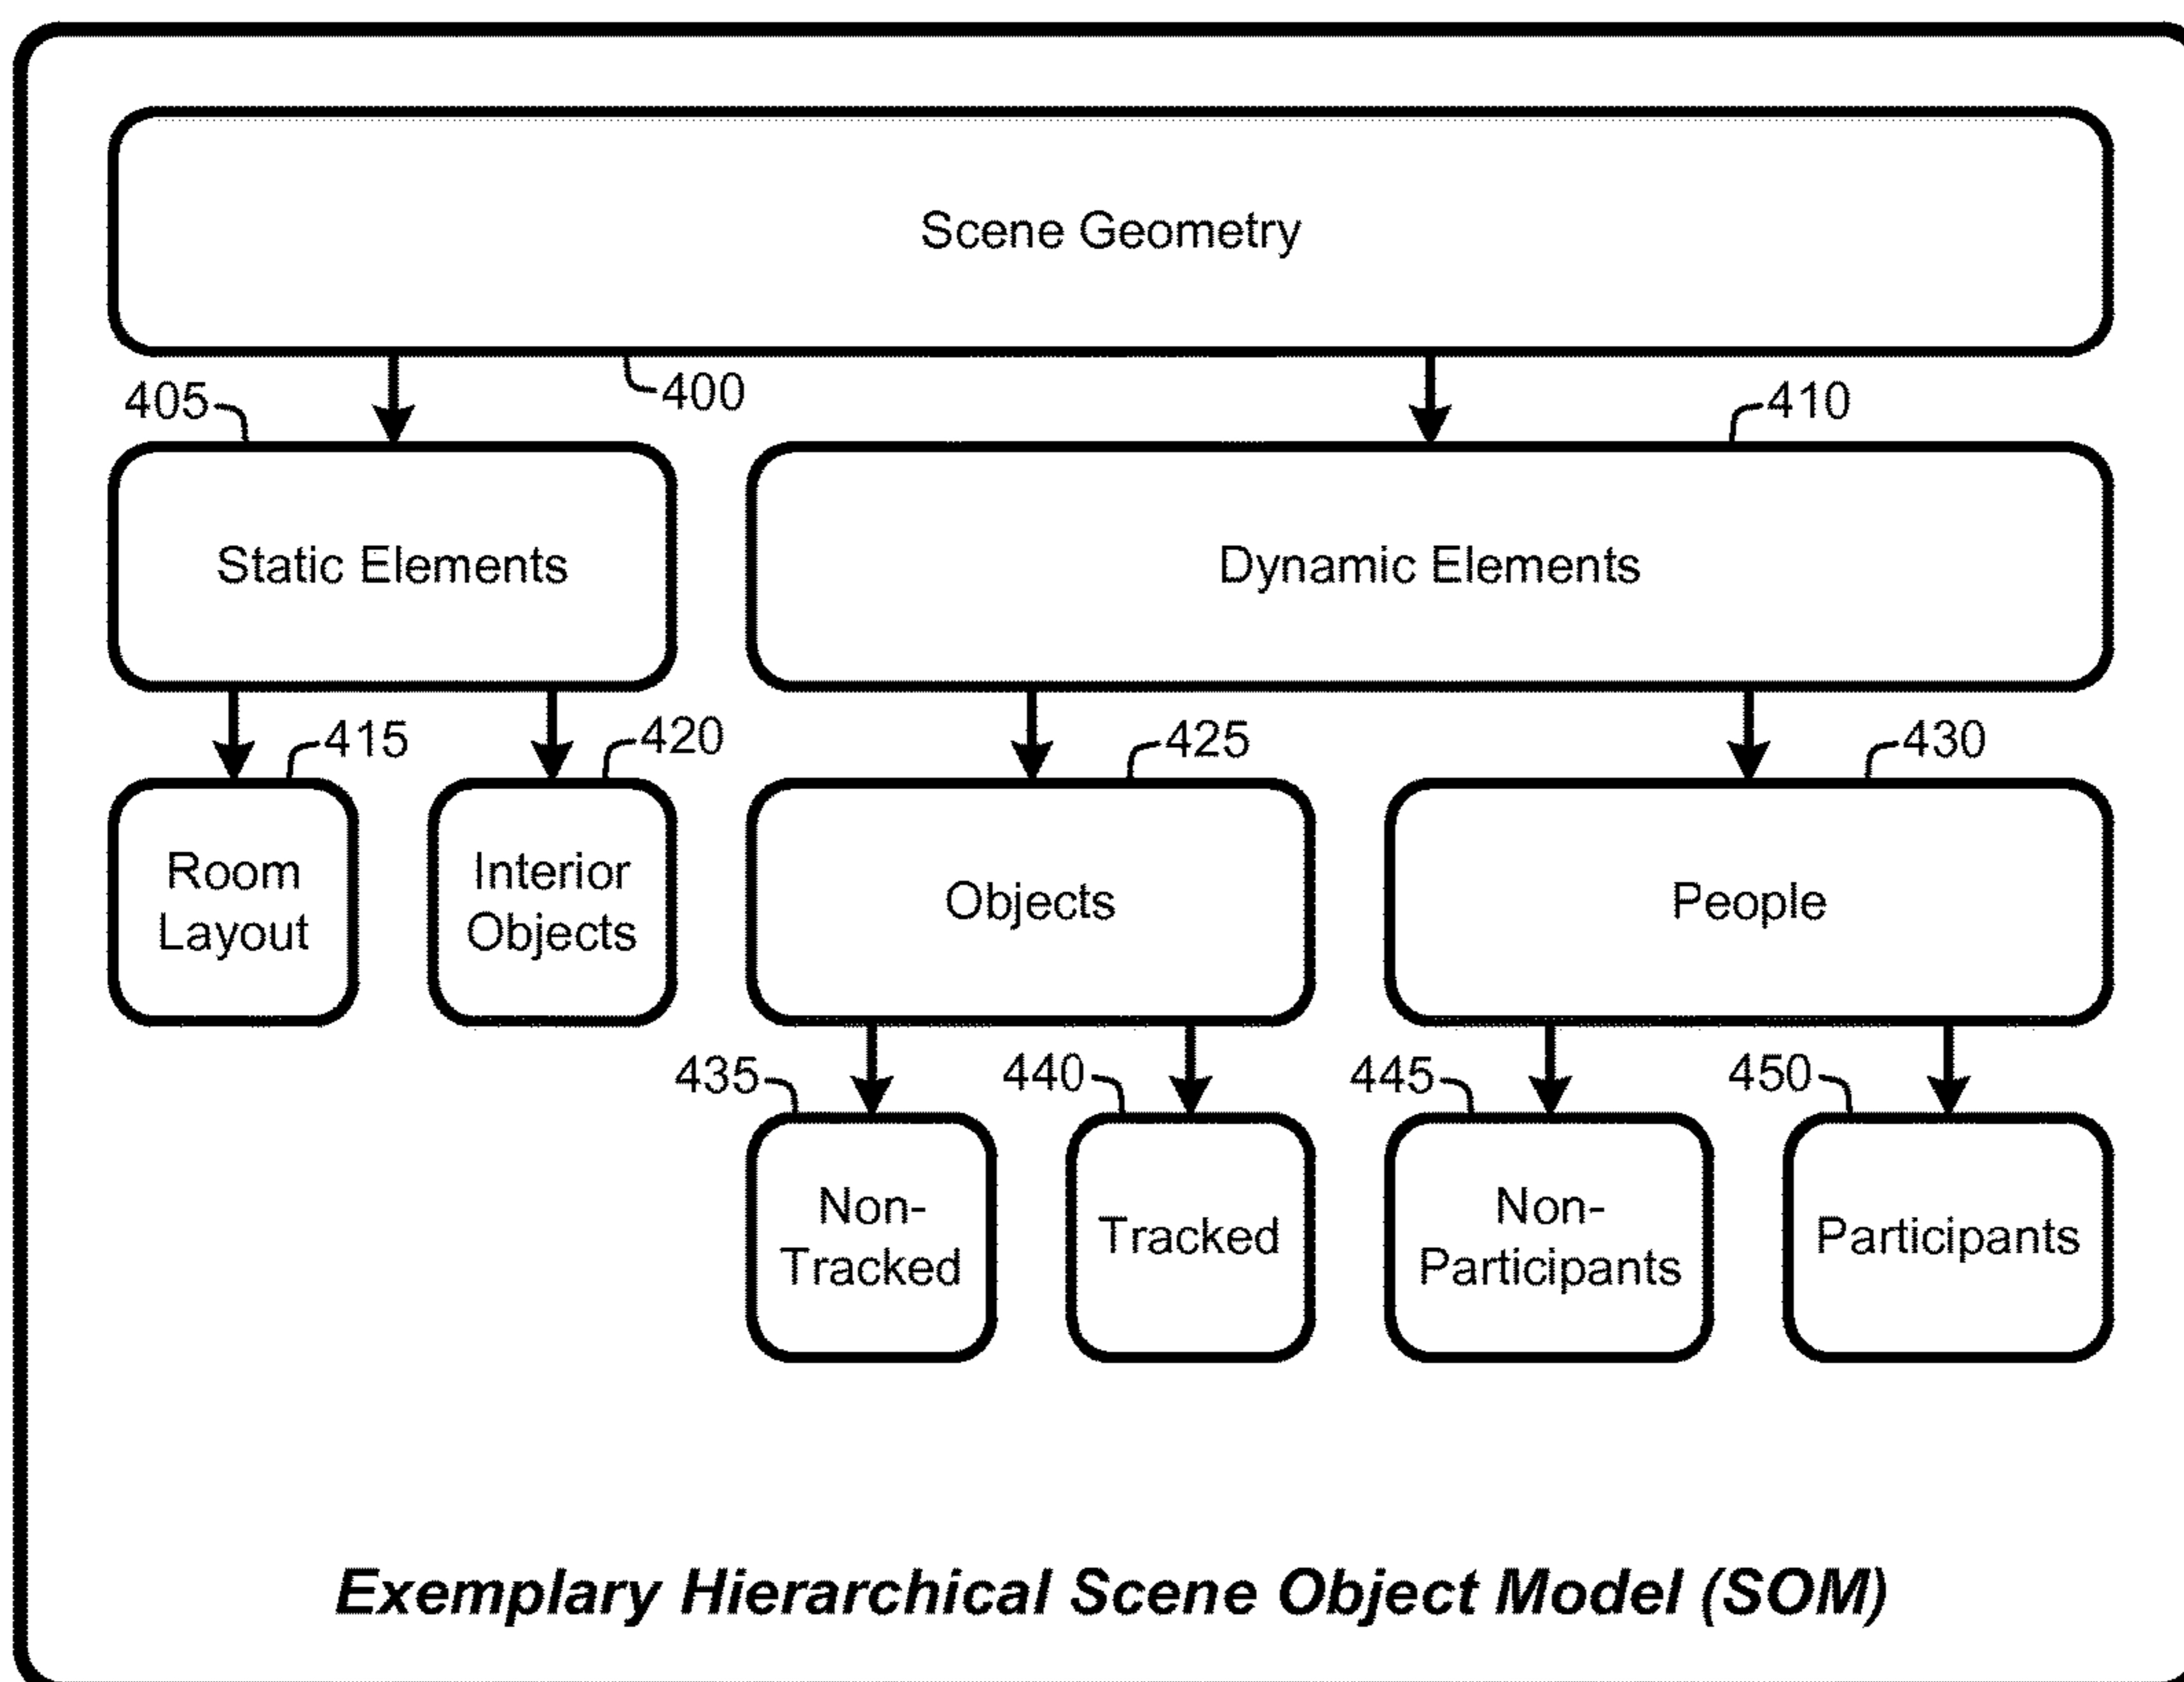 Scene Geometry
400
405
410
Static Elements
Dynamic Elements
415
420
425
430
Room
Layout
Interior
Objects
Objects
People
435
440
445
450
Non-
Tracked
Tracked
Non-
Participants
Participants
Exemplary Hierarchical Scene Object Model (SOM)